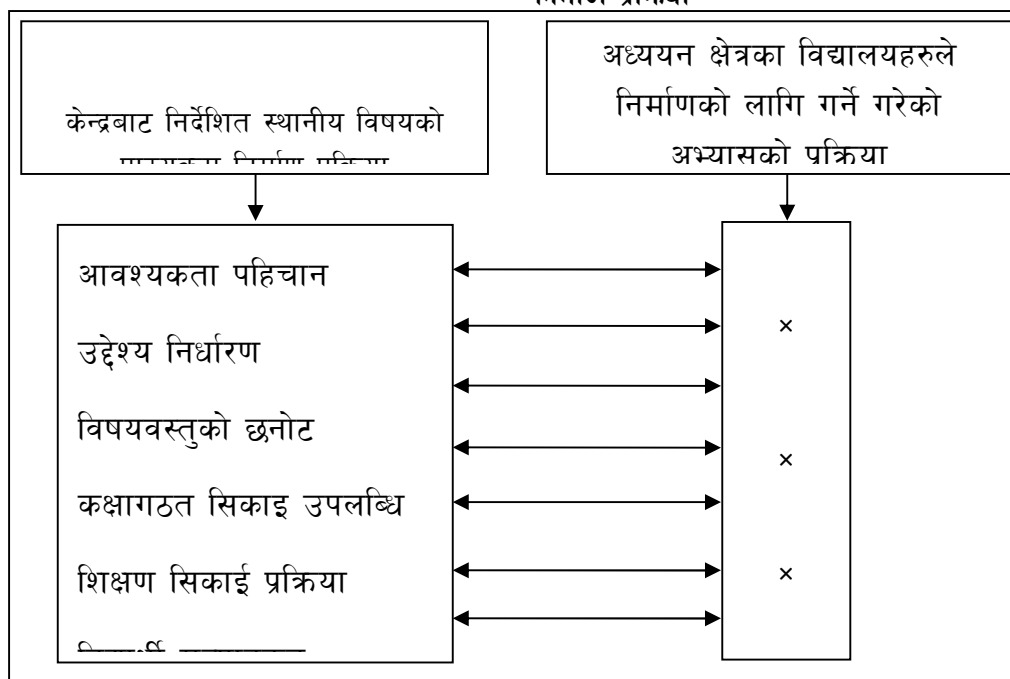 केन्द्रबाट निर्देशित स्थानीय विषयको
अध्ययन क्षेत्रका विद्यालयहरुले
निर्माणको लागि गर्ने गरेको
अभ्यासको प्रक्रिया
आवश्यकता पहिचान
उद्देश्य निर्धारण
विषयवस्तुको छनोट
कक्षागठत सिकाइ उपलब्धि
शिक्षण सिकाई प्रक्रिया
×
×
×